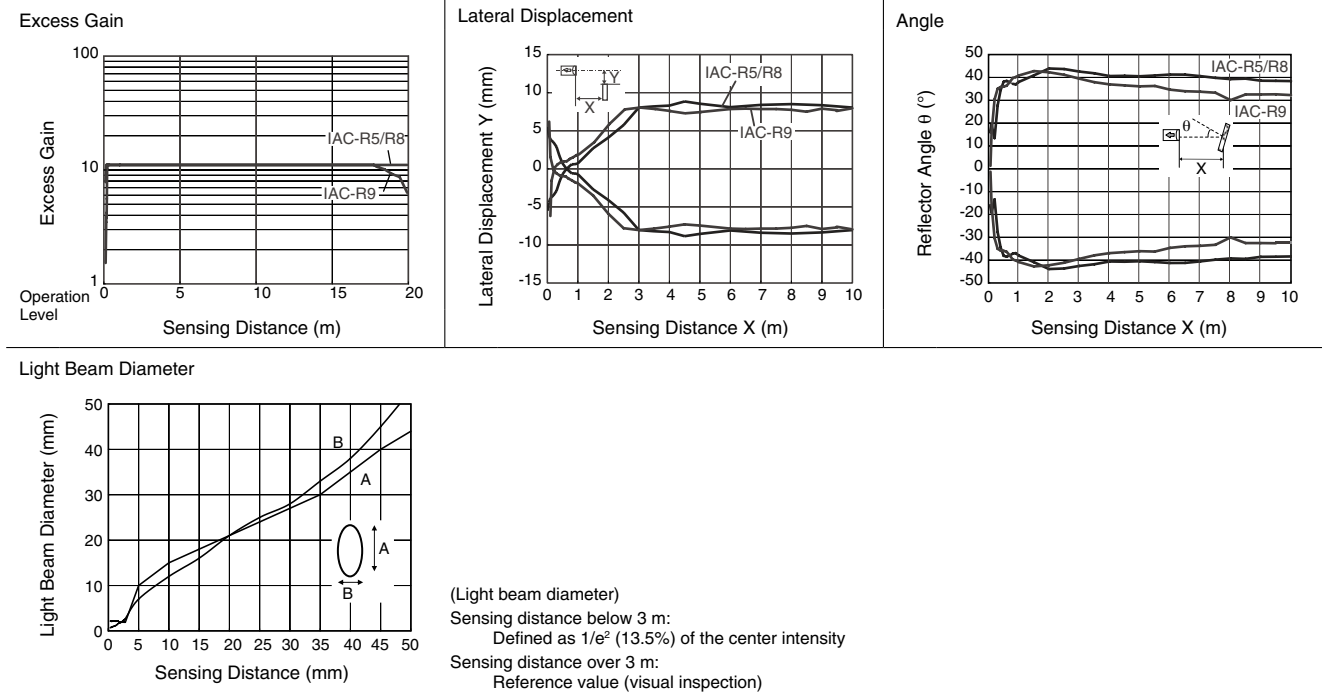 Excess Gain
100
10
1
Excess Gain
IAC-R5/R8
IAC-R9
Operation
Level
0 5 10 15 20
Sensing Distance (m)
Lateral Displacement
Lateral Displacement Y (mm)
15
10
5
0
-5
-10
-15
Y
X
IAC-R5/R8
IAC-R9
0 1 2 3 4 5 6 7 8 9 10
Sensing Distance X (m)
Angle
Reflector Angle θ (°)
50
40
30
20
10
0
-10
-20
-30
-40
-50
IAC-R5/R8
IAC-R9
θ
X
0 1 2 3 4 5 6 7 8 9 10
Sensing Distance X (m)
Light Beam Diameter
Light Beam Diameter (mm)
50
40
30
20
10
0
B
A
A
B
0 5 10 15 20 25 30 35 40 45 50
Sensing Distance (mm)
(Light beam diameter)
Sensing distance below 3 m:
Defined as 1/e² (13.5%) of the center intensity
Sensing distance over 3 m:
Reference value (visual inspection)